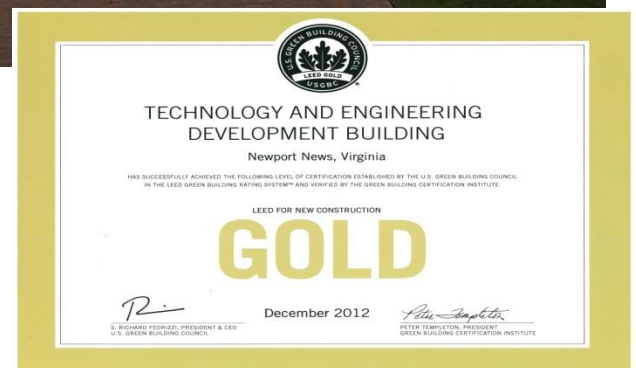 U.S. GREEN BUILDING COUNCIL
LEED GOLD
USGBC
TECHNOLOGY AND ENGINEERING
DEVELOPMENT BUILDING
Newport News, Virginia
HAS SUCCESSFULLY ACHIEVED THE FOLLOWING LEVEL OF CERTIFICATION ESTABLISHED BY THE U.S. GREEN BUILDING COUNCIL
IN THE LEED GREEN BUILDING RATING SYSTEM™ AND VERIFIED BY THE GREEN BUILDING CERTIFICATION INSTITUTE.
LEED FOR NEW CONSTRUCTION
GOLD
December 2012
Peter Templeton
S. RICHARD FEDRIZZI, PRESIDENT & CEO
U.S. GREEN BUILDING COUNCIL
PETER TEMPLETON, PRESIDENT
GREEN BUILDING CERTIFICATION INSTITUTE